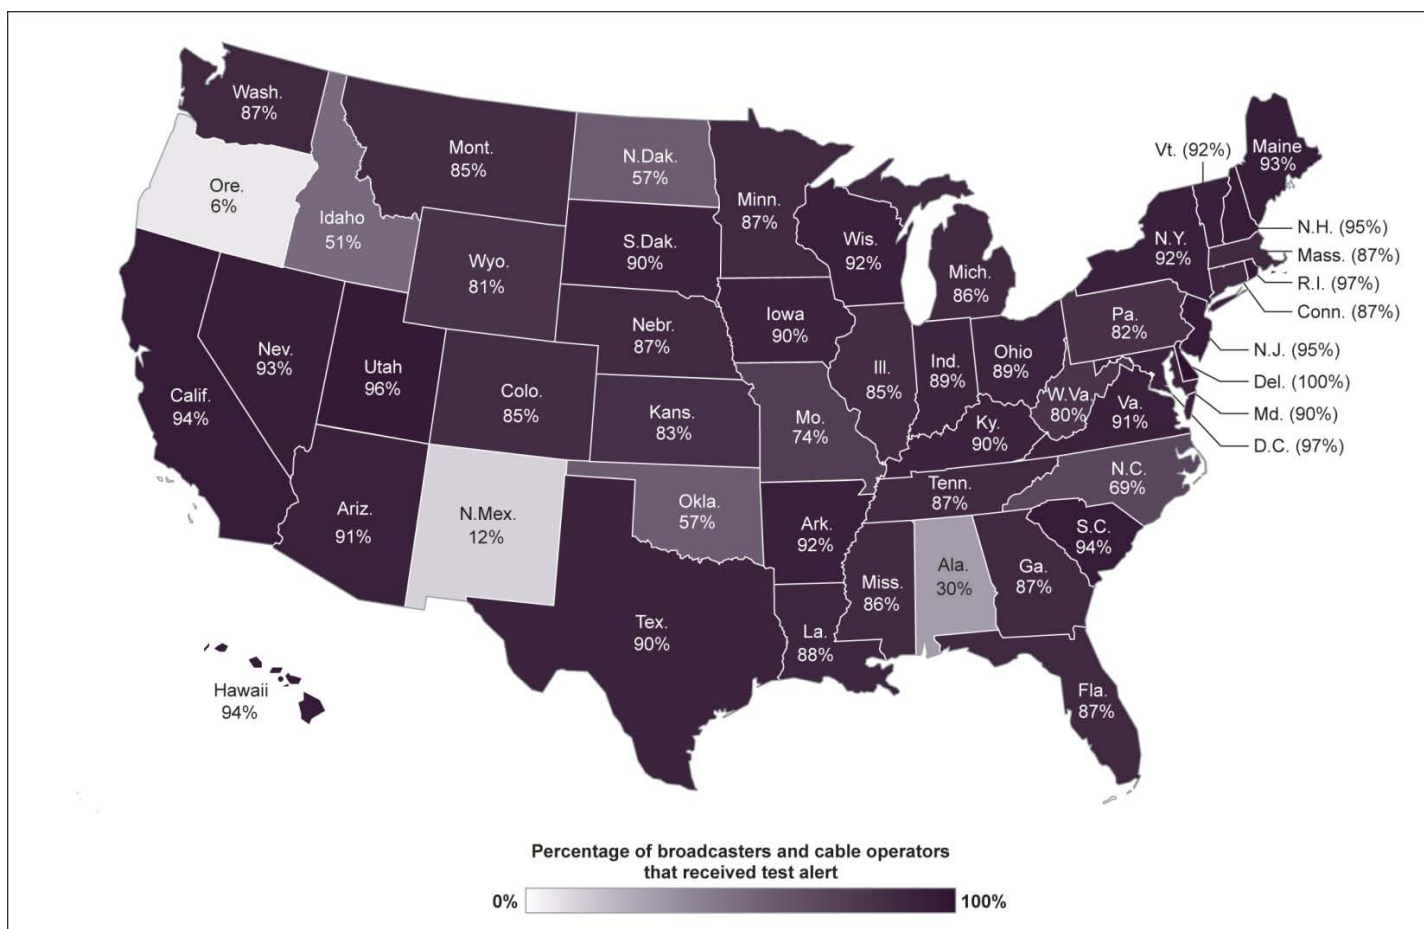 Wash.
87%
Ore.
6%
Idaho
51%
Mont.
85%
N.Dak.
57%
Minn.
87%
Wyo.
81%
S.Dak.
90%
Wis.
92%
Mich.
86%
Vt. (92%)
Maine
93%
N.Y.
92%
N.H. (95%)
Mass. (87%)
R.I. (97%)
Conn. (87%)
N.J. (95%)
Del. (100%)
Md. (90%)
D.C. (97%)
Pa.
82%
Nev.
93%
Utah
96%
Calif.
94%
Colo.
85%
Nebr.
87%
Iowa
90%
Kans.
83%
Mo.
74%
Ill.
85%
Ind.
89%
Ohio
89%
W.Va.
80%
Va.
91%
Ky.
90%
Ariz.
91%
N.Mex.
12%
Okla.
57%
Ark.
92%
Tenn.
87%
N.C.
69%
S.C.
94%
Tex.
90%
La.
88%
Miss.
86%
Ala.
30%
Ga.
87%
Fla.
87%
Hawaii
94%
Percentage of broadcasters and cable operators
that received test alert
0%
100%